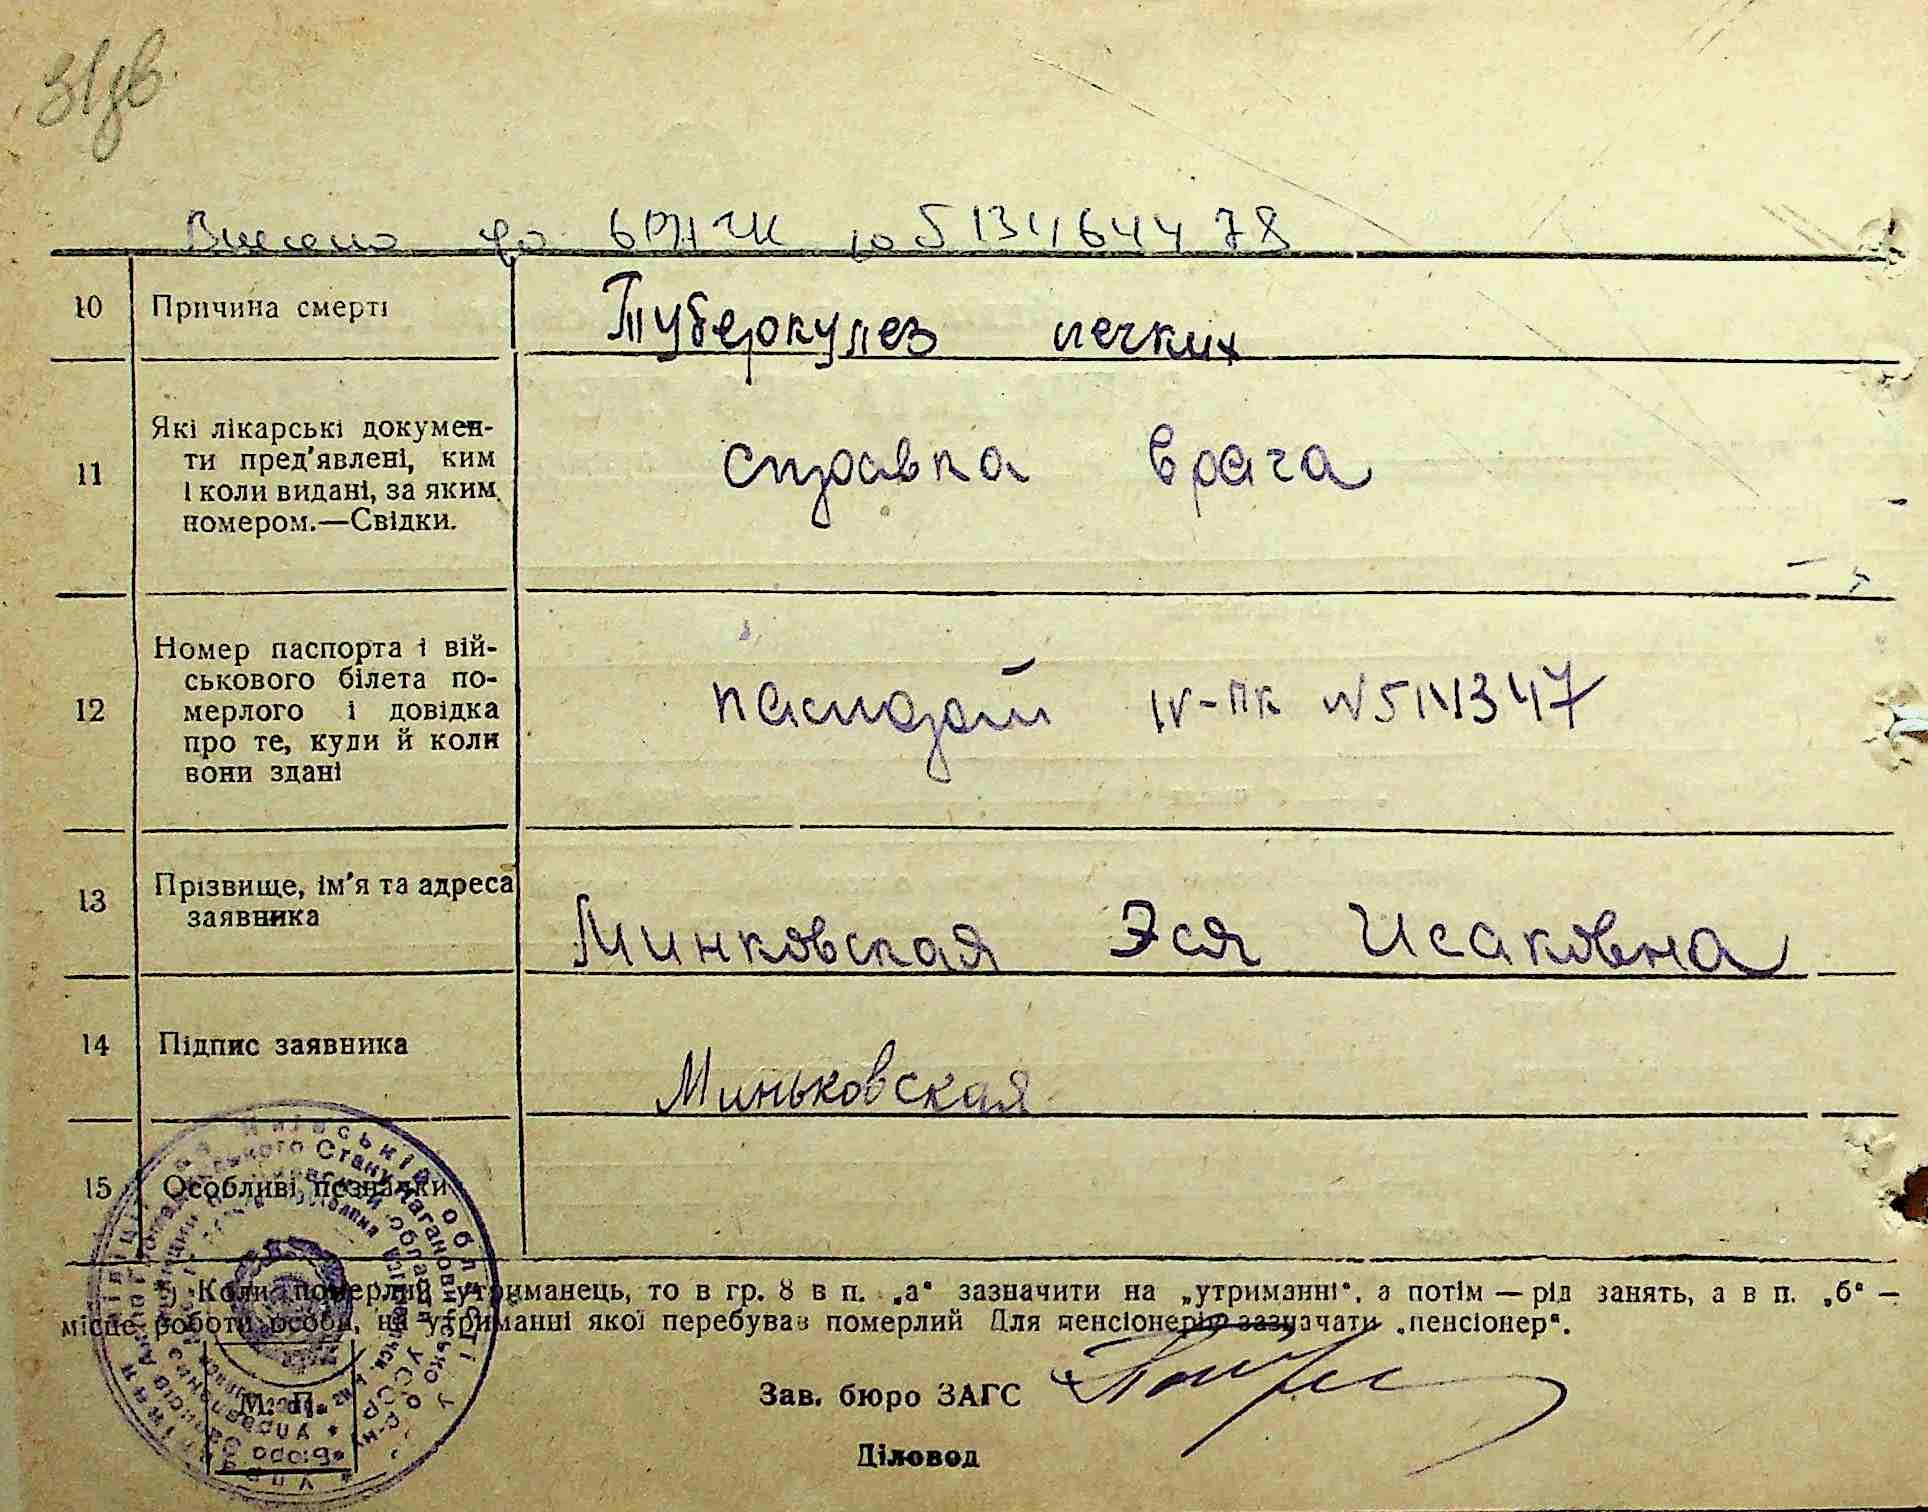 31зв.
Внесено до
10 Причина смерті Туберкулез легких
11 Які лікарські докумен-
ти пред'явлені, ким
і коли видані, за яким
номером.—Свідки.
справка врача
12 Номер паспорта і вій-
ськового білета по-
мерлого і довідка
про те, куди й коли
вони здані
паспорт IV-ПК N514347
13 Прізвище, ім'я та адреса
заявника
Минковская Эся Исаковна
14 Підпис заявника
Миньковская
15 Особливі позначки
Коли померлий утриманець, то в гр. 8 в п. „а“ зазначити на „утриманні“, а потім — рід занять, а в п. „б“ —
місце роботи особи, на утриманні якої перебував померлий Для пенсіонерів зазначати „пенсіонер“.
Зав. бюро ЗАГС
М. П.
Діловод